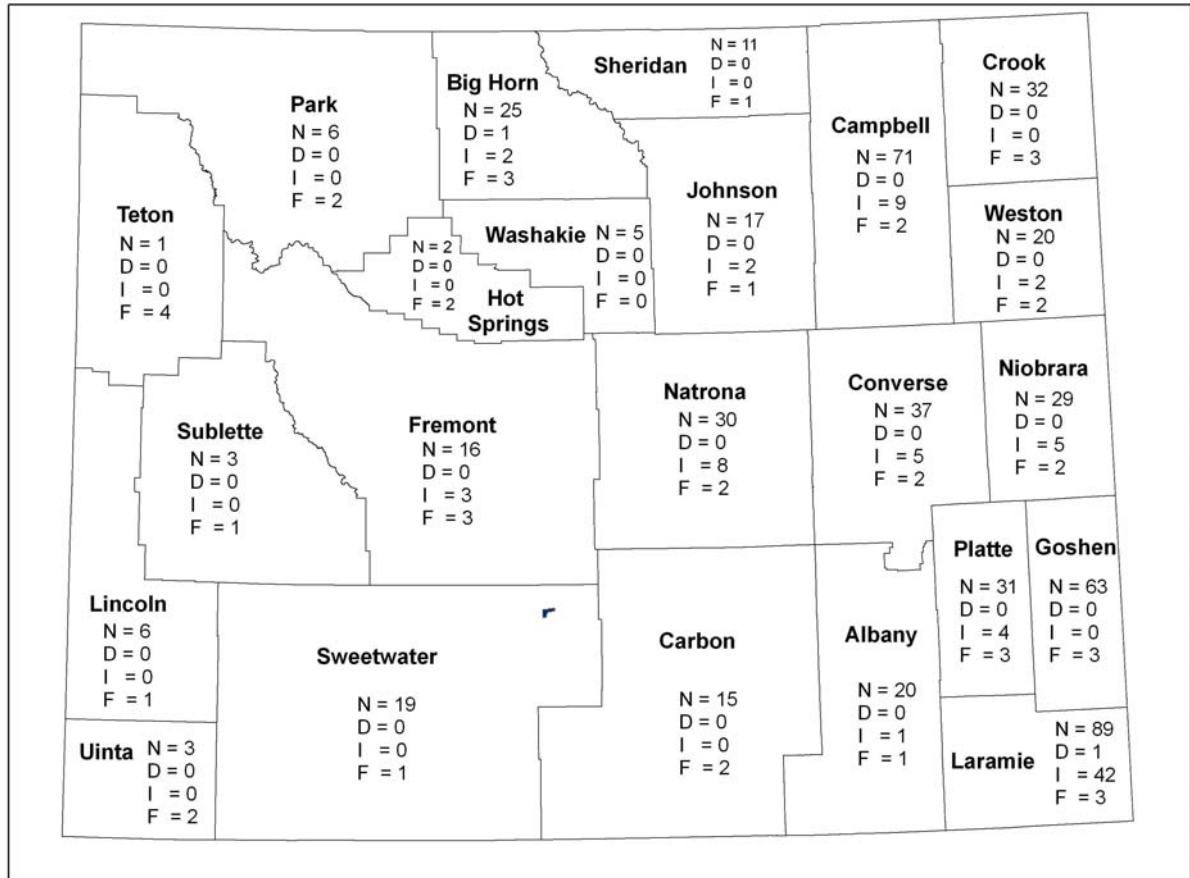 Park
N = 6
D = 0
I = 0
F = 2
Big Horn
N = 25
D = 1
I = 2
F = 3
Sheridan
N = 11
D = 0
I = 0
F = 1
Campbell
N = 71
D = 0
I = 9
F = 2
Crook
N = 32
D = 0
I = 0
F = 3
Teton
N = 1
D = 0
I = 0
F = 4
Hot
Springs
N = 2
D = 0
I = 0
F = 2
Washakie
N = 5
D = 0
I = 0
F = 0
Johnson
N = 17
D = 0
I = 2
F = 1
Weston
N = 20
D = 0
I = 2
F = 2
Sublette
N = 3
D = 0
I = 0
F = 1
Fremont
N = 16
D = 0
I = 3
F = 3
Natrona
N = 30
D = 0
I = 8
F = 2
Converse
N = 37
D = 0
I = 5
F = 2
Niobrara
N = 29
D = 0
I = 5
F = 2
Lincoln
N = 6
D = 0
I = 0
F = 1
Sweetwater
N = 19
D = 0
I = 0
F = 1
Carbon
N = 15
D = 0
I = 0
F = 2
Albany
N = 20
D = 0
I = 1
F = 1
Platte
N = 31
D = 0
I = 4
F = 3
Goshen
N = 63
D = 0
I = 0
F = 3
Uinta
N = 3
D = 0
I = 0
F = 2
Laramie
N = 89
D = 1
I = 42
F = 3